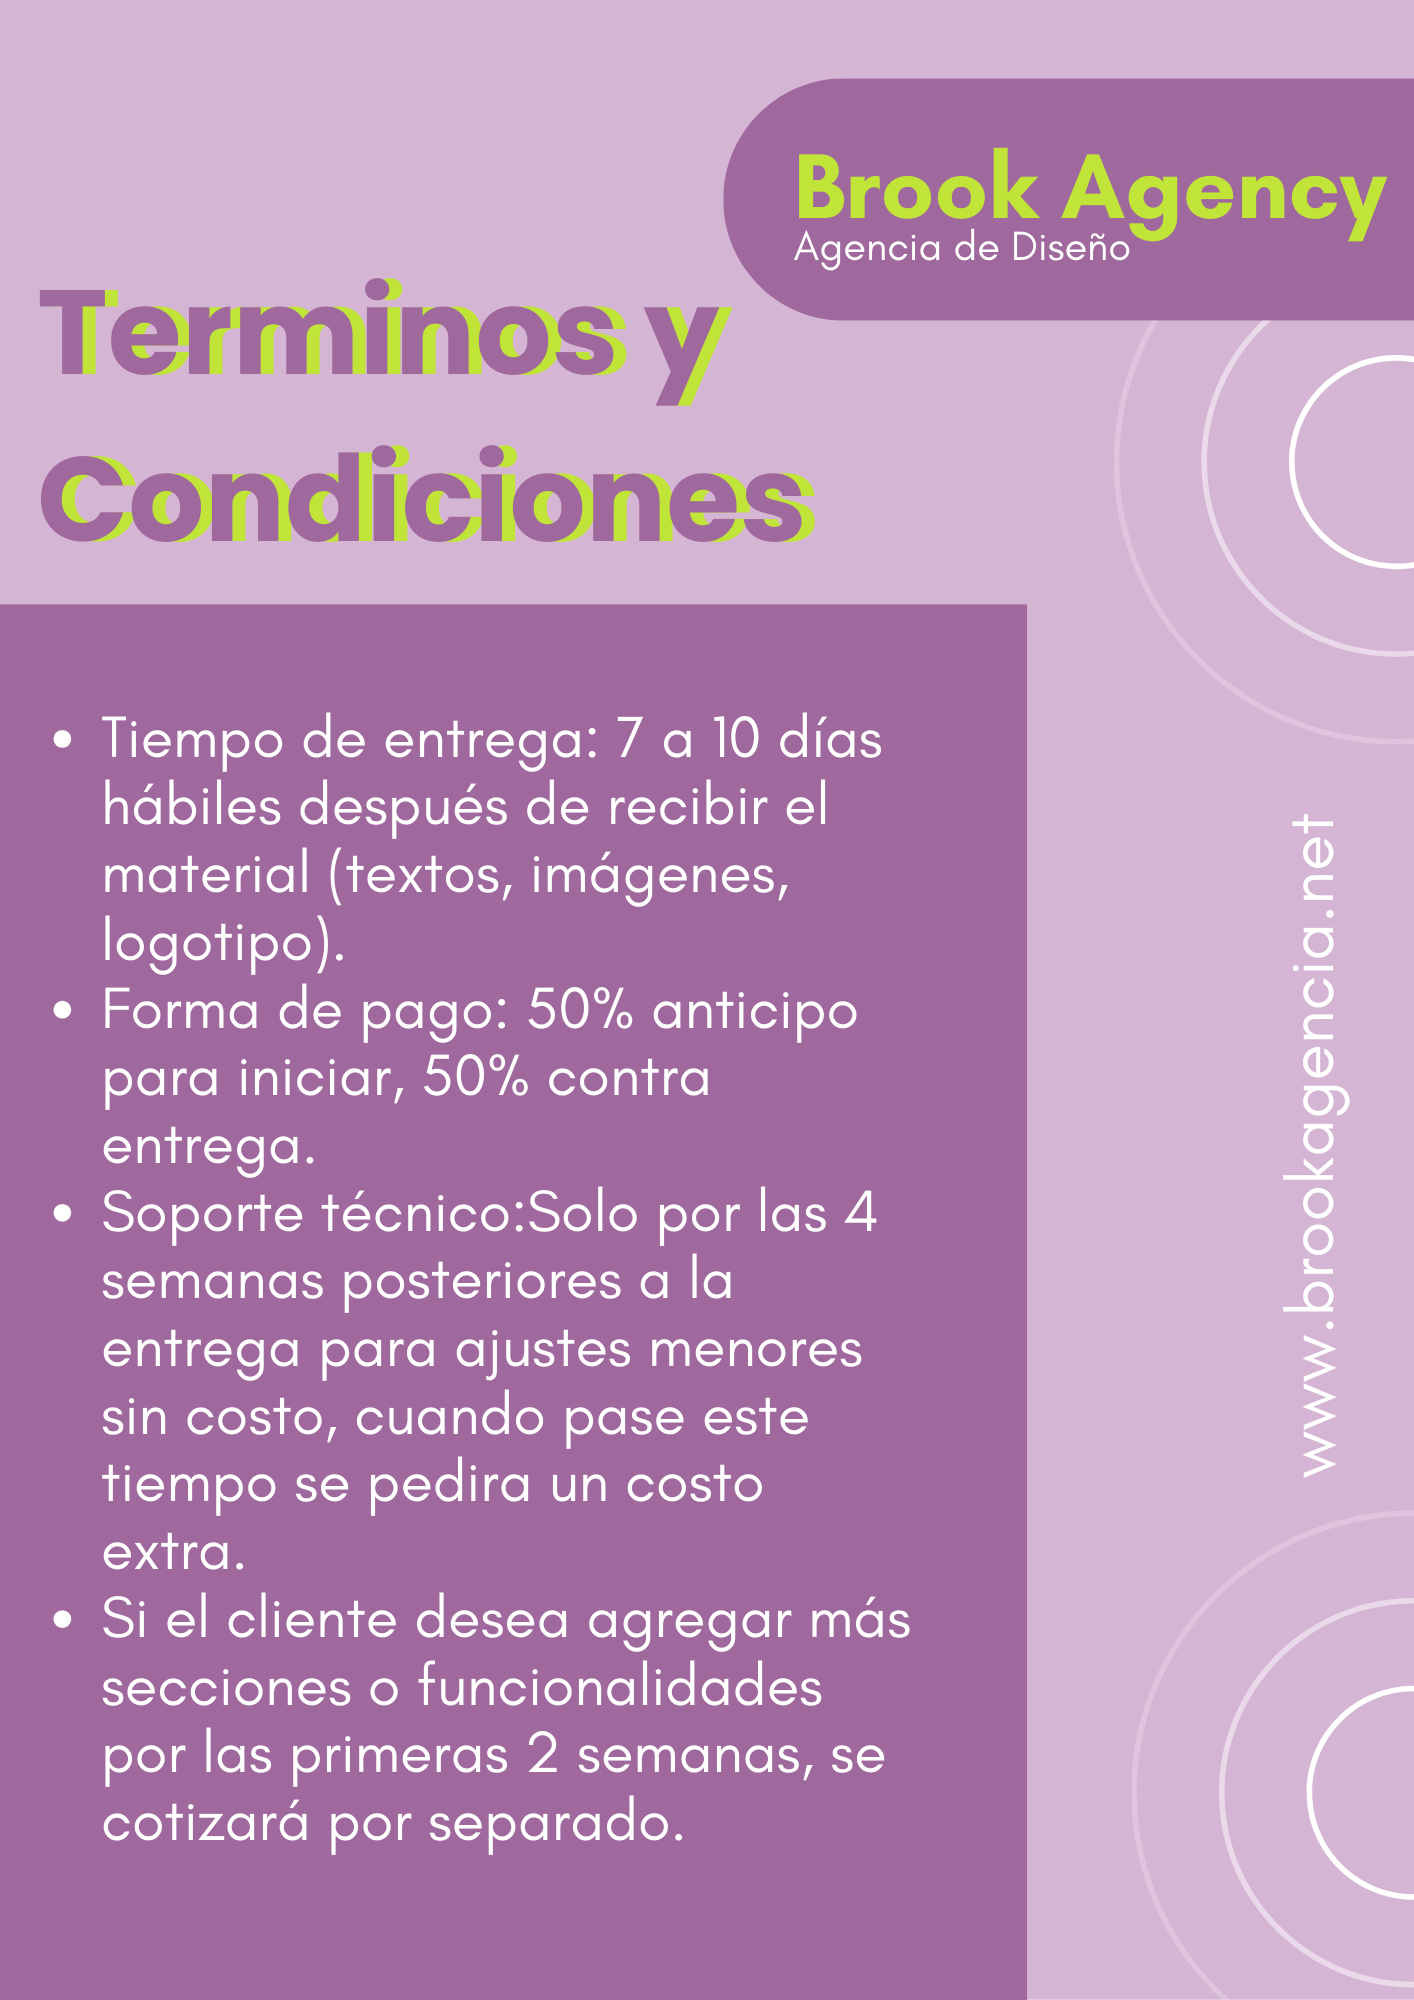 Brook Agency
Agencia de Diseño
Terminos y
Condiciones
• Tiempo de entrega: 7 a 10 días
hábiles después de recibir el
material (textos, imágenes,
logotipo).
• Forma de pago: 50% anticipo
para iniciar, 50% contra
entrega.
• Soporte técnico:Solo por las 4
semanas posteriores a la
entrega para ajustes menores
sin costo, cuando pase este
tiempo se pedira un costo
extra.
• Si el cliente desea agregar más
secciones o funcionalidades
por las primeras 2 semanas, se
cotizará por separado.
www.brookagencia.net